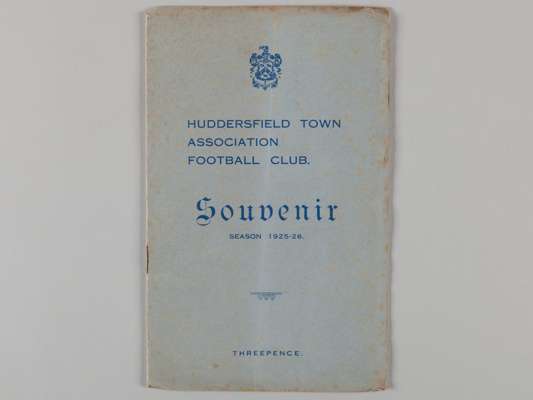 HUDDERSFIELD TOWN
ASSOCIATION
FOOTBALL CLUB.
Souvenir
SEASON 1925-26.
THREEPENCE.